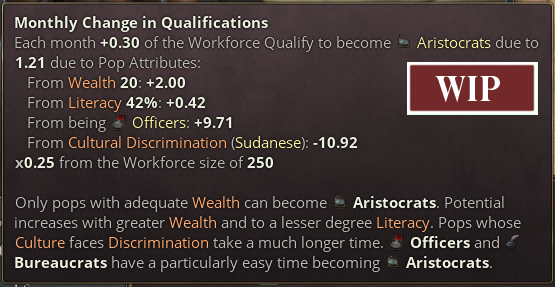 Monthly Change in Qualifications
Each month +0.30 of the Workforce Qualify to become Aristocrats due to
1.21 due to Pop Attributes:
From Wealth 20: +2.00
From Literacy 42%: +0.42
From being Officers: +9.71
From Cultural Discrimination (Sudanese): -10.92
x0.25 from the Workforce size of 250
WIP
Only pops with adequate Wealth can become Aristocrats. Potential
increases with greater Wealth and to a lesser degree Literacy. Pops whose
Culture faces Discrimination take a much longer time. Officers and
Bureaucrats have a particularly easy time becoming Aristocrats.